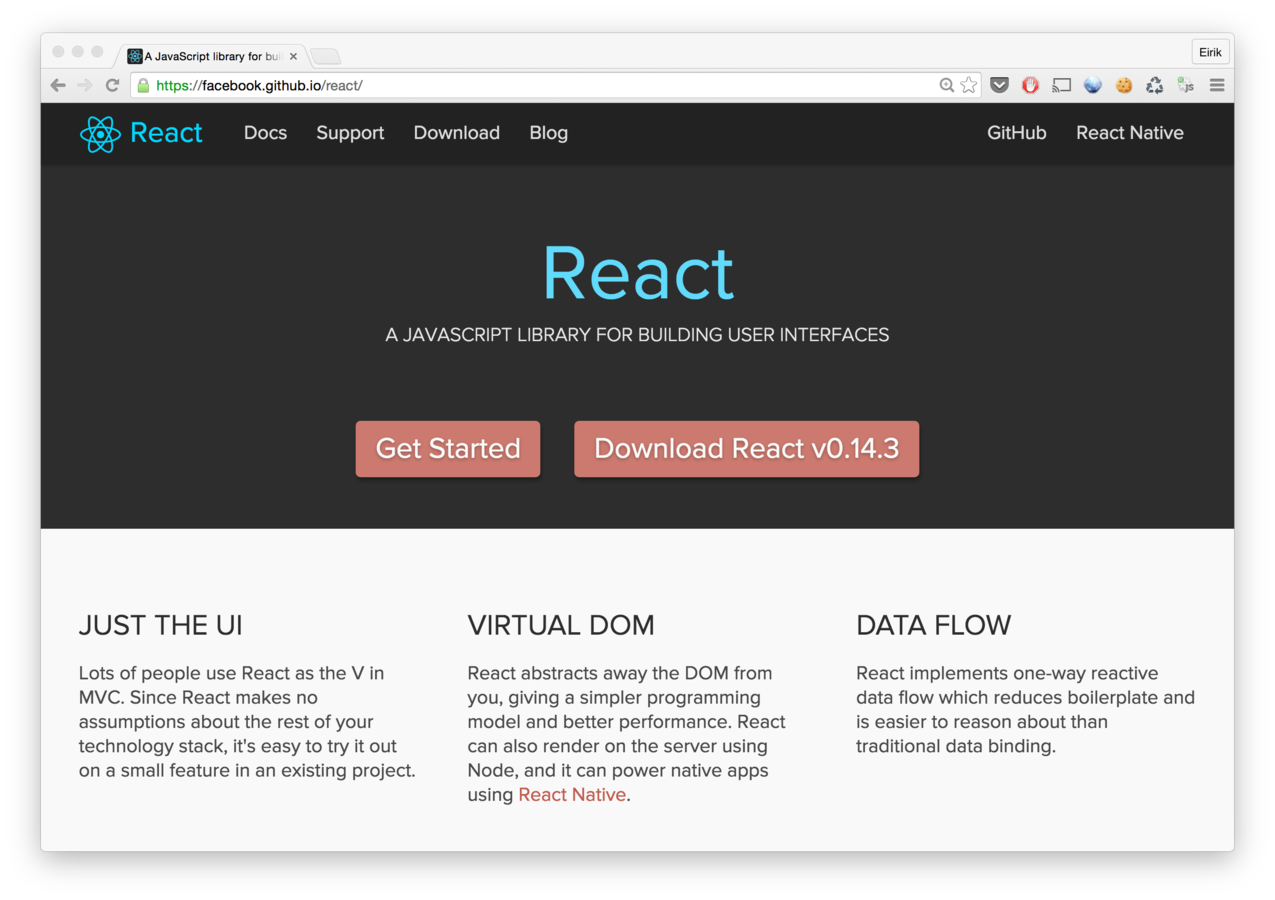 A JavaScript library for bui
Eirik
https://facebook.github.io/react/
React Docs Support Download Blog GitHub React Native
React
A JAVASCRIPT LIBRARY FOR BUILDING USER INTERFACES
Get Started
Download React v0.14.3
JUST THE UI
Lots of people use React as the V in
MVC. Since React makes no
assumptions about the rest of your
technology stack, it's easy to try it out
on a small feature in an existing project.
VIRTUAL DOM
React abstracts away the DOM from
you, giving a simpler programming
model and better performance. React
can also render on the server using
Node, and it can power native apps
using React Native.
DATA FLOW
React implements one-way reactive
data flow which reduces boilerplate and
is easier to reason about than
traditional data binding.